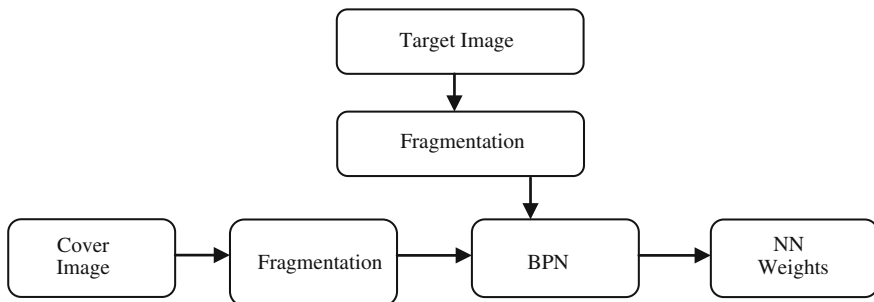 Target Image
Fragmentation
Cover
Image
Fragmentation
BPN
NN
Weights